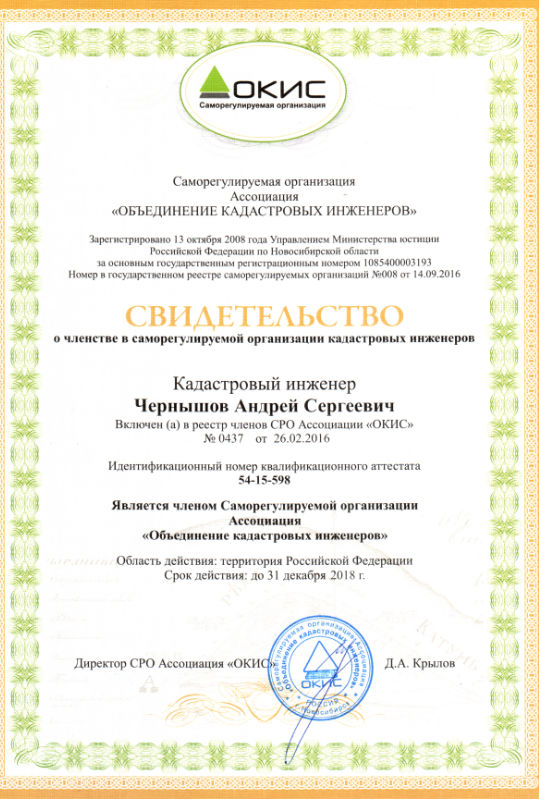 ОКИС
Саморегулируемая организация
Саморегулируемая организация
Ассоциация
«ОБЪЕДИНЕНИЕ КАДАСТРОВЫХ ИНЖЕНЕРОВ»
Зарегистрировано 13 октября 2008 года Управлением Министерства юстиции
Российской Федерации по Новосибирской области
за основным государственным регистрационным номером 1085400003193
Номер в государственном реестре саморегулируемых организаций №008 от 14.09.2016
СВИДЕТЕЛЬСТВО
о членстве в саморегулируемой организации кадастровых инженеров
Кадастровый инженер
Чернышов Андрей Сергеевич
Включен (а) в реестр членов СРО Ассоциации «ОКИС»
№ 0437 от 26.02.2016
Идентификационный номер квалификационного аттестата
54-15-598
Является членом Саморегулируемой организации
Ассоциация
«Объединение кадастровых инженеров»
Область действия: территория Российской Федерации
Срок действия: до 31 декабря 2018 г.
Директор СРО Ассоциация «ОКИС» Д.А. Крылов
Саморегулируемая организация Ассоциация
«Объединение кадастровых инженеров»
ОКИС
РОССИЯ
г. Новосибирск